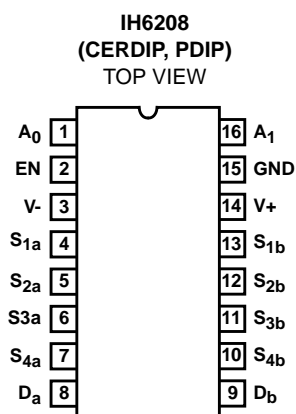 IH6208
(CERDIP, PDIP)
TOP VIEW
A0 1 16 A1
EN 2 15 GND
V- 3 14 V+
S1a 4 13 S1b
S2a 5 12 S2b
S3a 6 11 S3b
S4a 7 10 S4b
Da 8 9 Db